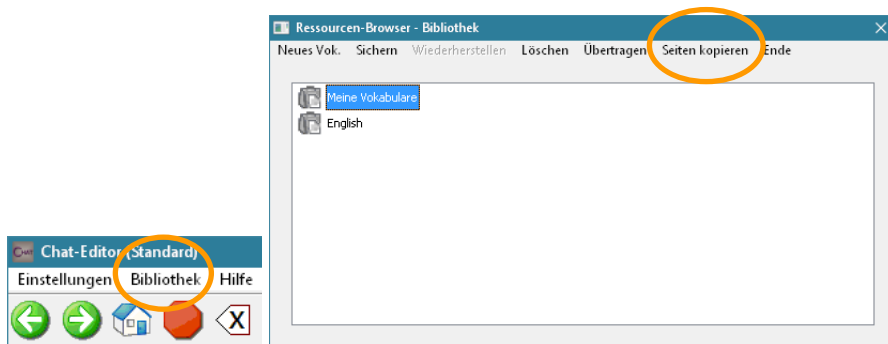 Ressourcen-Browser - Bibliothek
Neues Vok. Sichern Wiederherstellen Löschen Übertragen Seiten kopieren Ende
Meine Vokabulare
English
Chat-Editor (Standard)
Einstellungen Bibliothek Hilfe
X